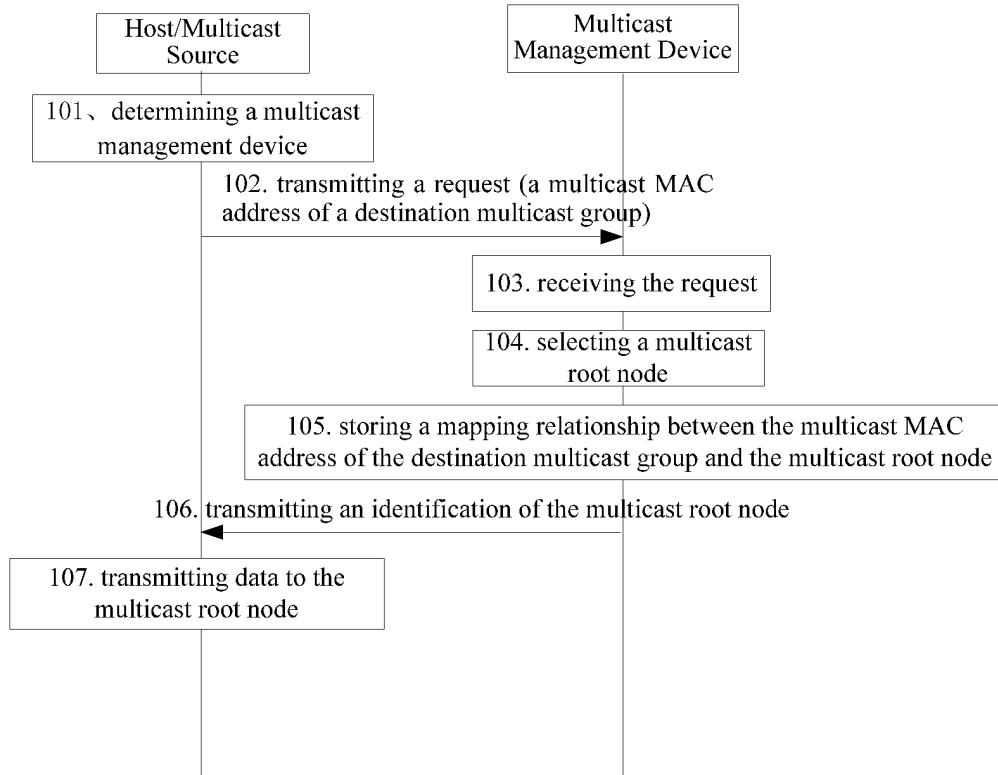 Host/Multicast
Source
Multicast
Management Device
101、determining a multicast
management device
102. transmitting a request (a multicast MAC
address of a destination multicast group)
103. receiving the request
104. selecting a multicast
root node
105. storing a mapping relationship between the multicast MAC
address of the destination multicast group and the multicast root node
106. transmitting an identification of the multicast root node
107. transmitting data to the
multicast root node